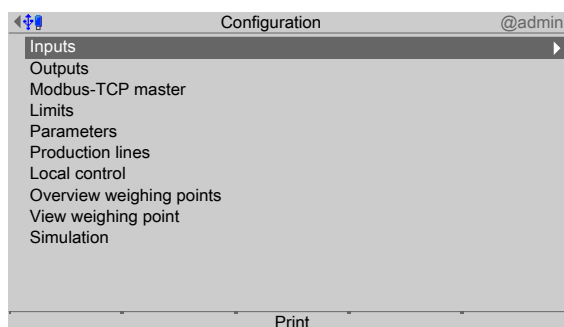 Configuration @admin
Inputs
Outputs
Modbus-TCP master
Limits
Parameters
Production lines
Local control
Overview weighing points
View weighing point
Simulation
Print